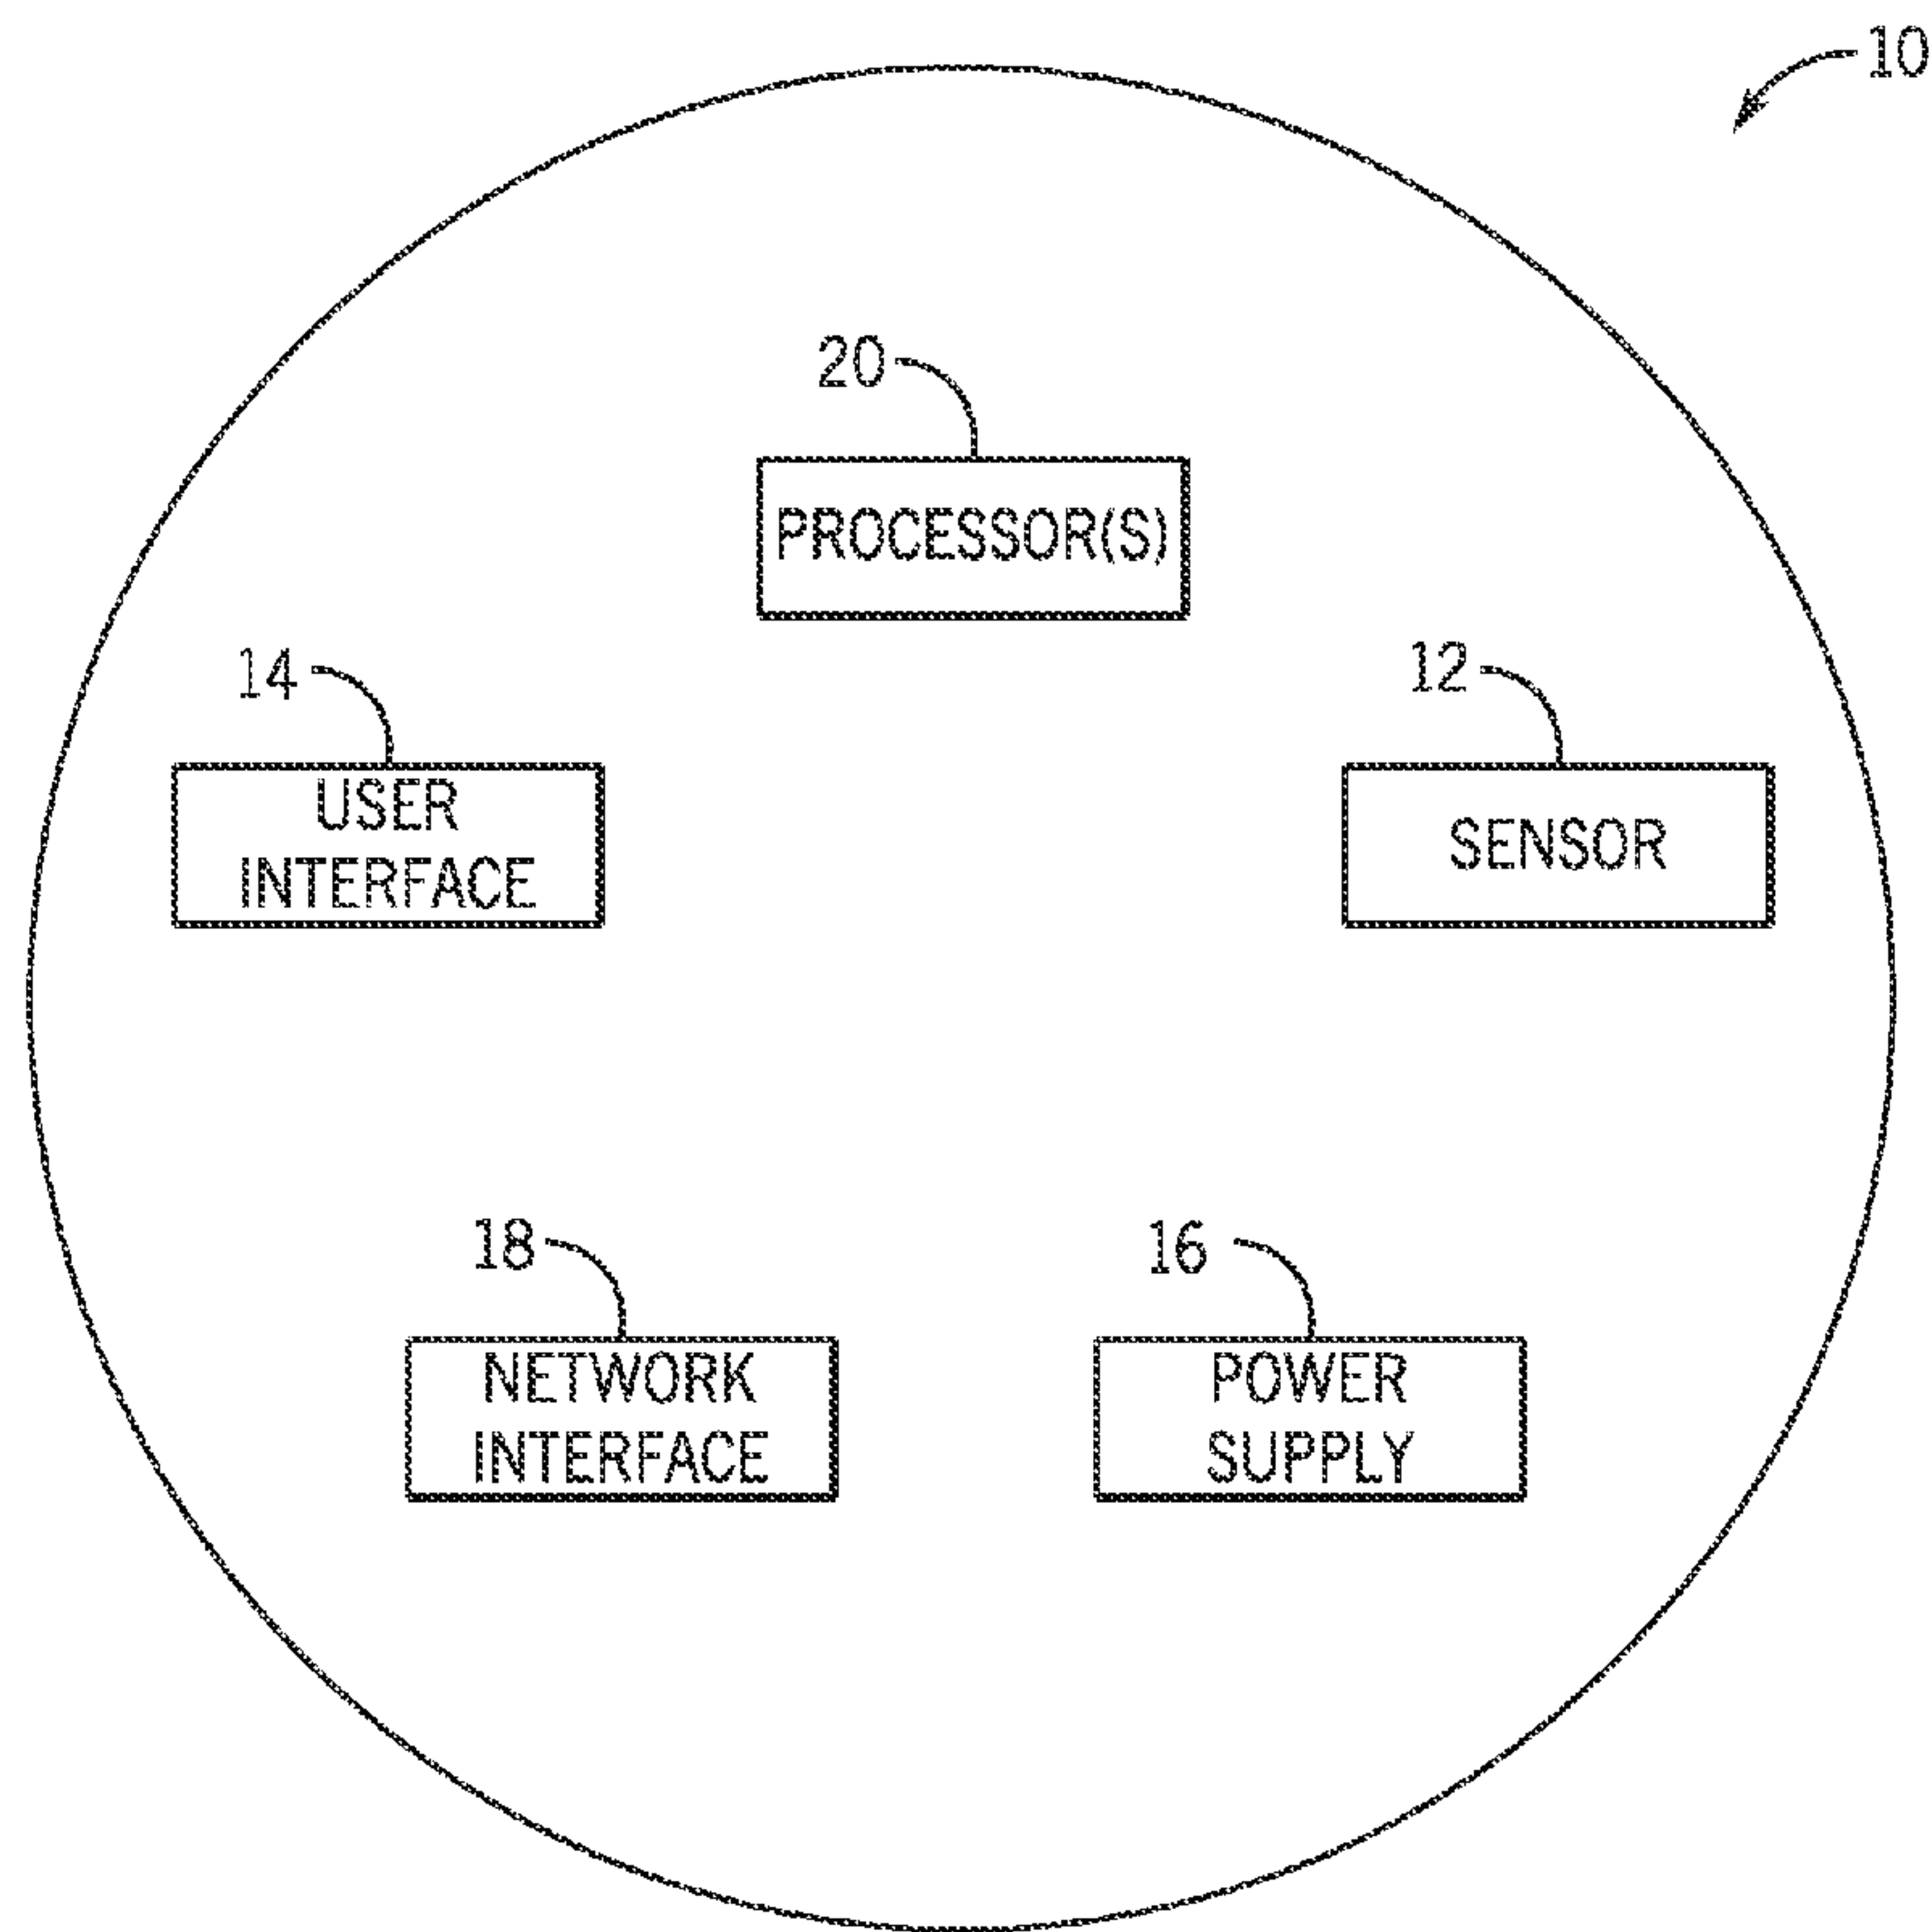 10
20
PROCESSOR(S)
14
12
USER
INTERFACE
SENSOR
18
16
NETWORK
INTERFACE
POWER
SUPPLY